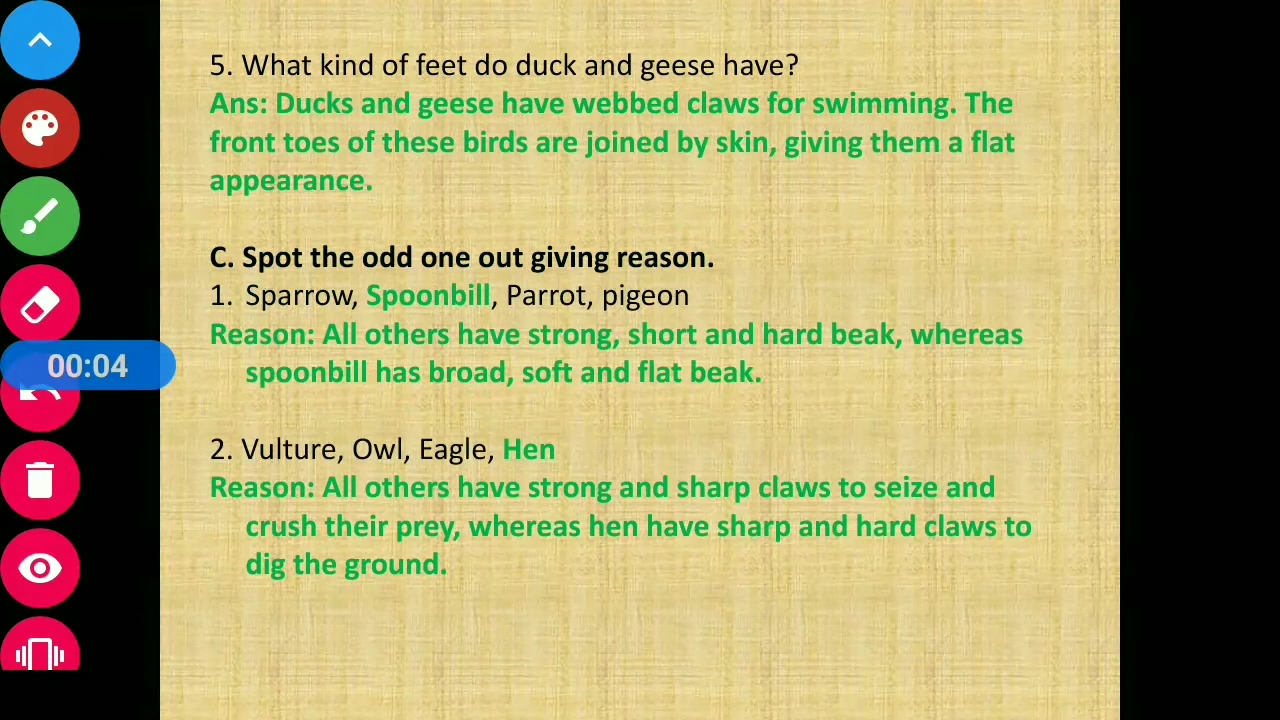 5. What kind of feet do duck and geese have?
Ans: Ducks and geese have webbed claws for swimming. The
front toes of these birds are joined by skin, giving them a flat
appearance.
C. Spot the odd one out giving reason.
1. Sparrow, Spoonbill, Parrot, pigeon
Reason: All others have strong, short and hard beak, whereas
spoonbill has broad, soft and flat beak.
00:04
2. Vulture, Owl, Eagle, Hen
Reason: All others have strong and sharp claws to seize and
crush their prey, whereas hen have sharp and hard claws to
dig the ground.